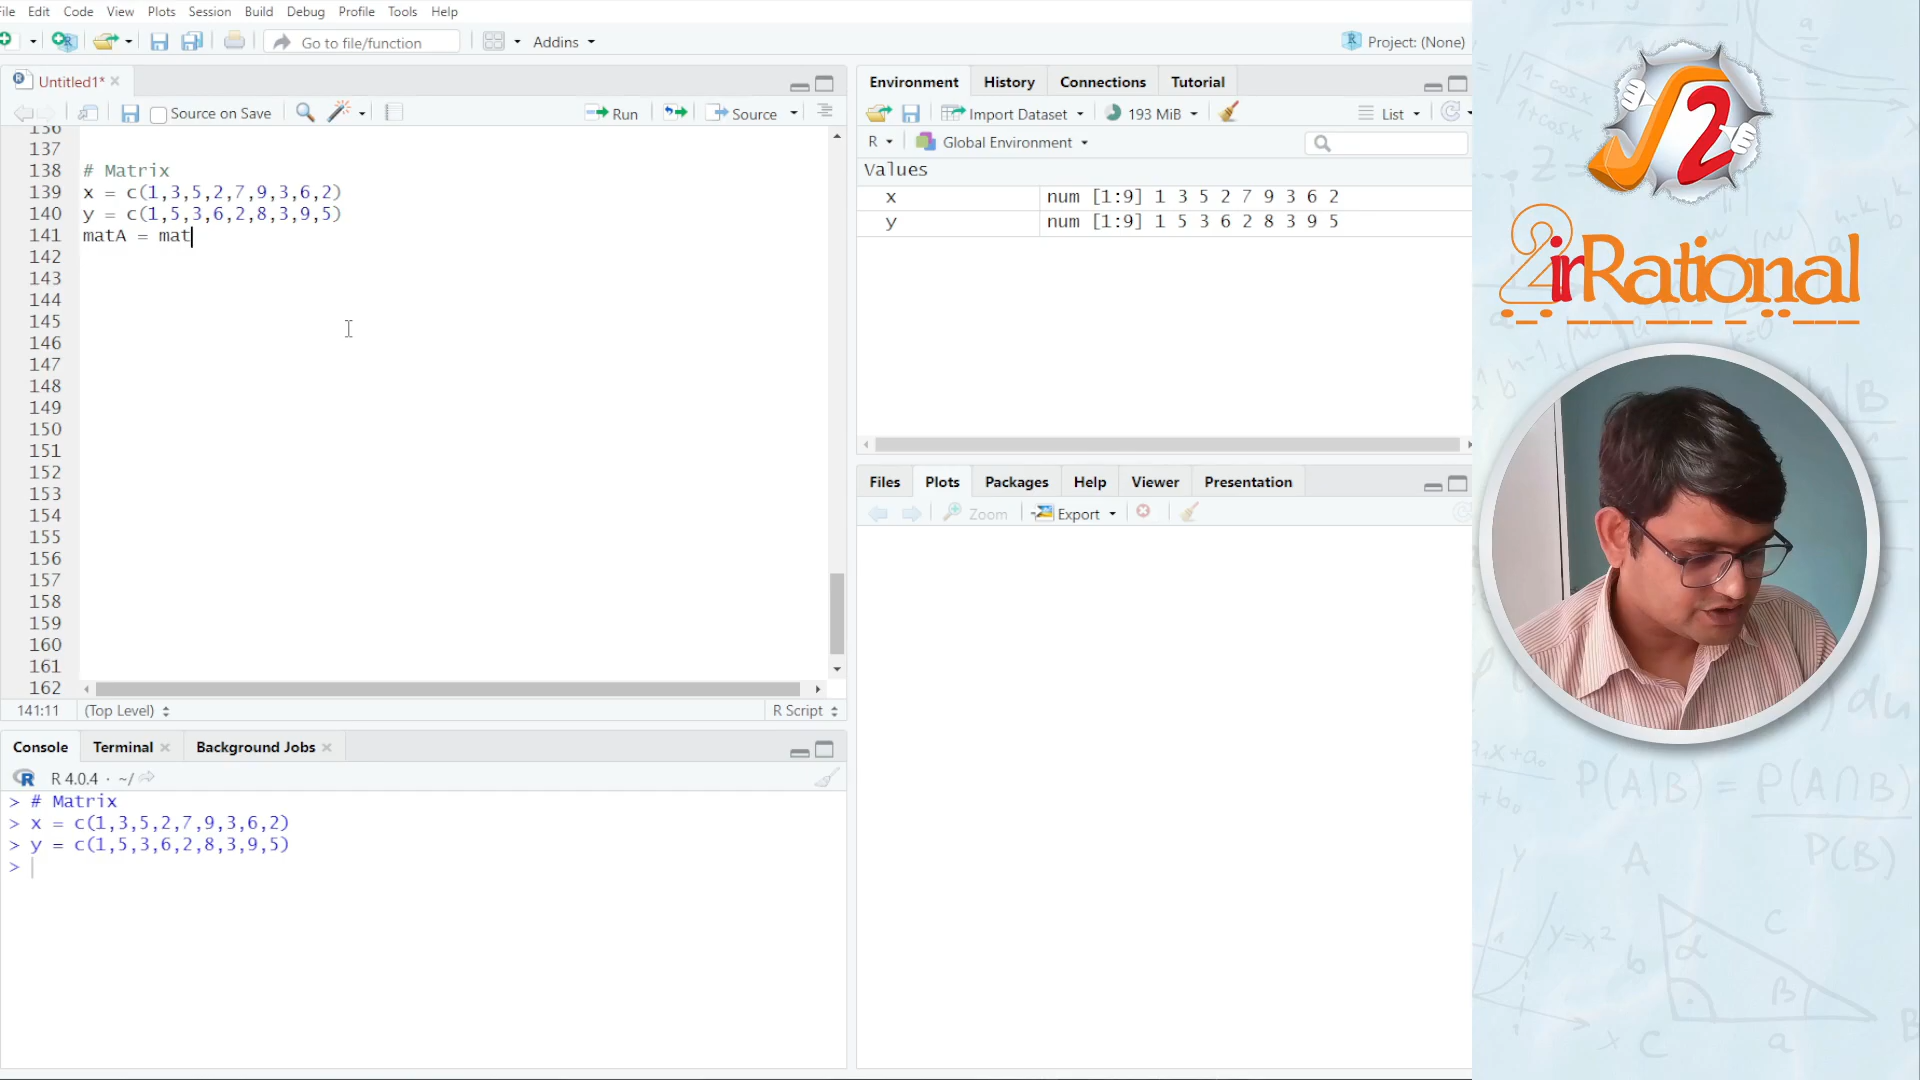 File Edit Code View Plots Session Build Debug Profile Tools Help
Go to file/function Addins Project: (None)
Untitled1*
Source on Save Run Source
136
137
138 # Matrix
139 x = c(1,3,5,2,7,9,3,6,2)
140 y = c(1,5,3,6,2,8,3,9,5)
141 matA = mat
142
143
144
145
146
147
148
149
150
151
152
153
154
155
156
157
158
159
160
161
162
141:11 (Top Level) R Script
Console Terminal Background Jobs
R 4.0.4 · ~/
> # Matrix
> x = c(1,3,5,2,7,9,3,6,2)
> y = c(1,5,3,6,2,8,3,9,5)
>
Environment History Connections Tutorial
Import Dataset 193 MiB List
R Global Environment
Values
x num [1:9] 1 3 5 2 7 9 3 6 2
y num [1:9] 1 5 3 6 2 8 3 9 5
Files Plots Packages Help Viewer Presentation
Zoom Export
√2
2irRational
P(A|B) = P(A∩B)
P(B)
y
A
C
y=x²
b
α
B
x
C
a